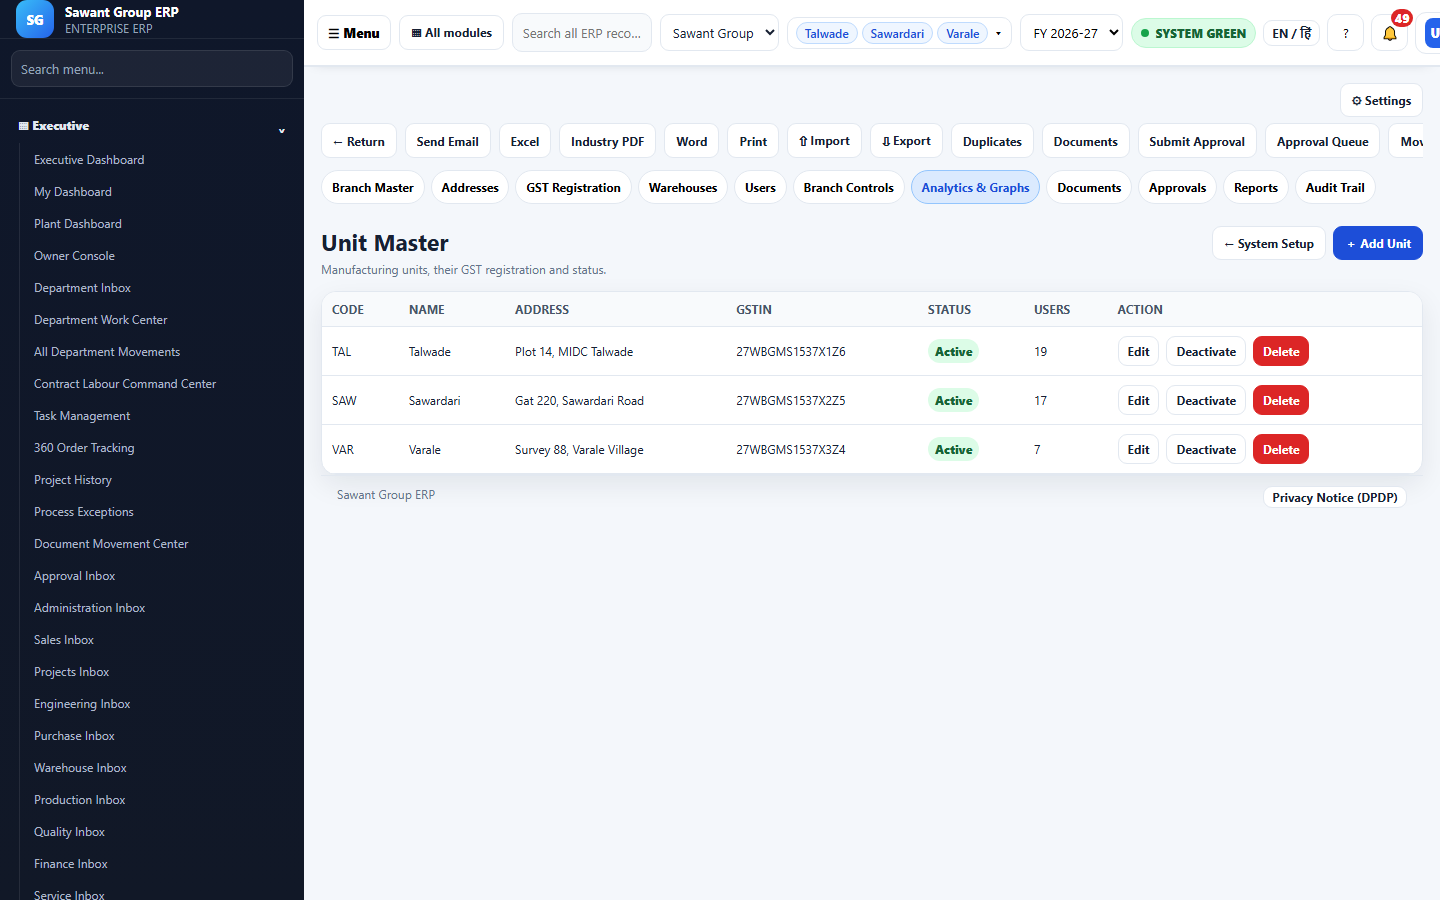 SG
Sawant Group ERP
ENTERPRISE ERP
Search menu...
Executive
Executive Dashboard
My Dashboard
Plant Dashboard
Owner Console
Department Inbox
Department Work Center
All Department Movements
Contract Labour Command Center
Task Management
360 Order Tracking
Project History
Process Exceptions
Document Movement Center
Approval Inbox
Administration Inbox
Sales Inbox
Projects Inbox
Engineering Inbox
Purchase Inbox
Warehouse Inbox
Production Inbox
Quality Inbox
Finance Inbox
Service Inbox
☰ Menu All modules Search all ERP reco... Sawant Group Talwade Sawardari Varale FY 2026-27 SYSTEM GREEN EN / हिं ? 49 U
⚙ Settings
← Return Send Email Excel Industry PDF Word Print ⇧ Import ⇩ Export Duplicates Documents Submit Approval Approval Queue Mov
Branch Master Addresses GST Registration Warehouses Users Branch Controls Analytics & Graphs Documents Approvals Reports Audit Trail
Unit Master ← System Setup + Add Unit
Manufacturing units, their GST registration and status.
CODE NAME ADDRESS GSTIN STATUS USERS ACTION
TAL Talwade Plot 14, MIDC Talwade 27WBGMS1537X1Z6 Active 19 Edit Deactivate Delete
SAW Sawardari Gat 220, Sawardari Road 27WBGMS1537X2Z5 Active 17 Edit Deactivate Delete
VAR Varale Survey 88, Varale Village 27WBGMS1537X3Z4 Active 7 Edit Deactivate Delete
Sawant Group ERP Privacy Notice (DPDP)